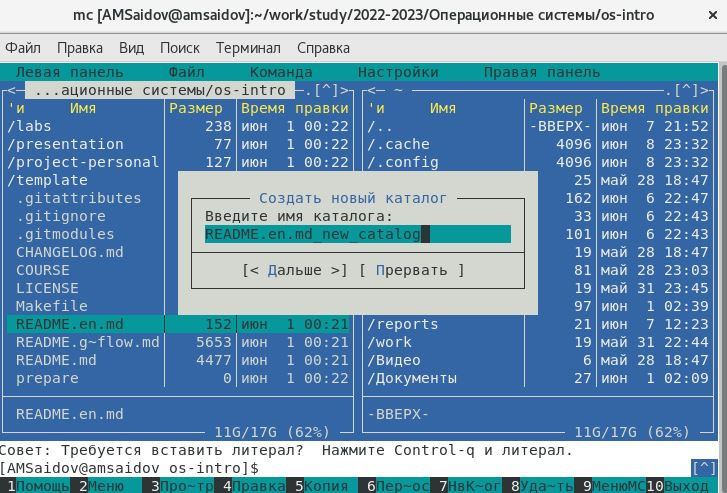 mc [AMSaidov@amsaidov]:~/work/study/2022-2023/Операционные системы/os-intro
Файл Правка Вид Поиск Терминал Справка
Левая панель Файл Команда Настройки Правая панель
<— ...ационные системы/os-intro —.[^]> <— ~ —.[^]>
'и Имя Размер Время правки 'и Имя Размер Время правки
/labs 238 июн 1 00:22 /.. -ВВЕРХ- июн 7 21:52
/presentation 77 июн 1 00:22 /.cache 4096 июн 8 23:32
/project-personal 127 июн 1 00:22 /.config 4096 июн 8 23:32
/template 25 май 28 18:47
.gitattributes Создать новый каталог 162 июн 6 22:47
.gitignore Введите имя каталога: 33 июн 6 22:43
.gitmodules README.en.md_new_catalog 101 июн 6 22:43
CHANGELOG.md 19 май 28 18:47
COURSE [< Дальше >] [ Прервать ] 81 май 28 23:03
LICENSE 19 май 31 23:45
Makefile 97 июн 1 02:39
README.en.md 152 июн 1 00:21 /reports 21 июн 7 12:23
README.g~flow.md 5653 июн 1 00:21 /work 19 май 31 22:44
README.md 4477 июн 1 00:21 /Видео 6 май 28 18:47
prepare 0 июн 1 00:22 /Документы 27 июн 1 02:09
README.en.md -ВВЕРХ-
11G/17G (62%) 11G/17G (62%)
Совет: Требуется вставить литерал? Нажмите Control-q и литерал.
[AMSaidov@amsaidov os-intro]$ [^]
1Помощь 2Меню 3Про~тр 4Правка 5Копия 6Пер~ос 7НвК~ог 8Уда~ть 9МенюMC 10Выход